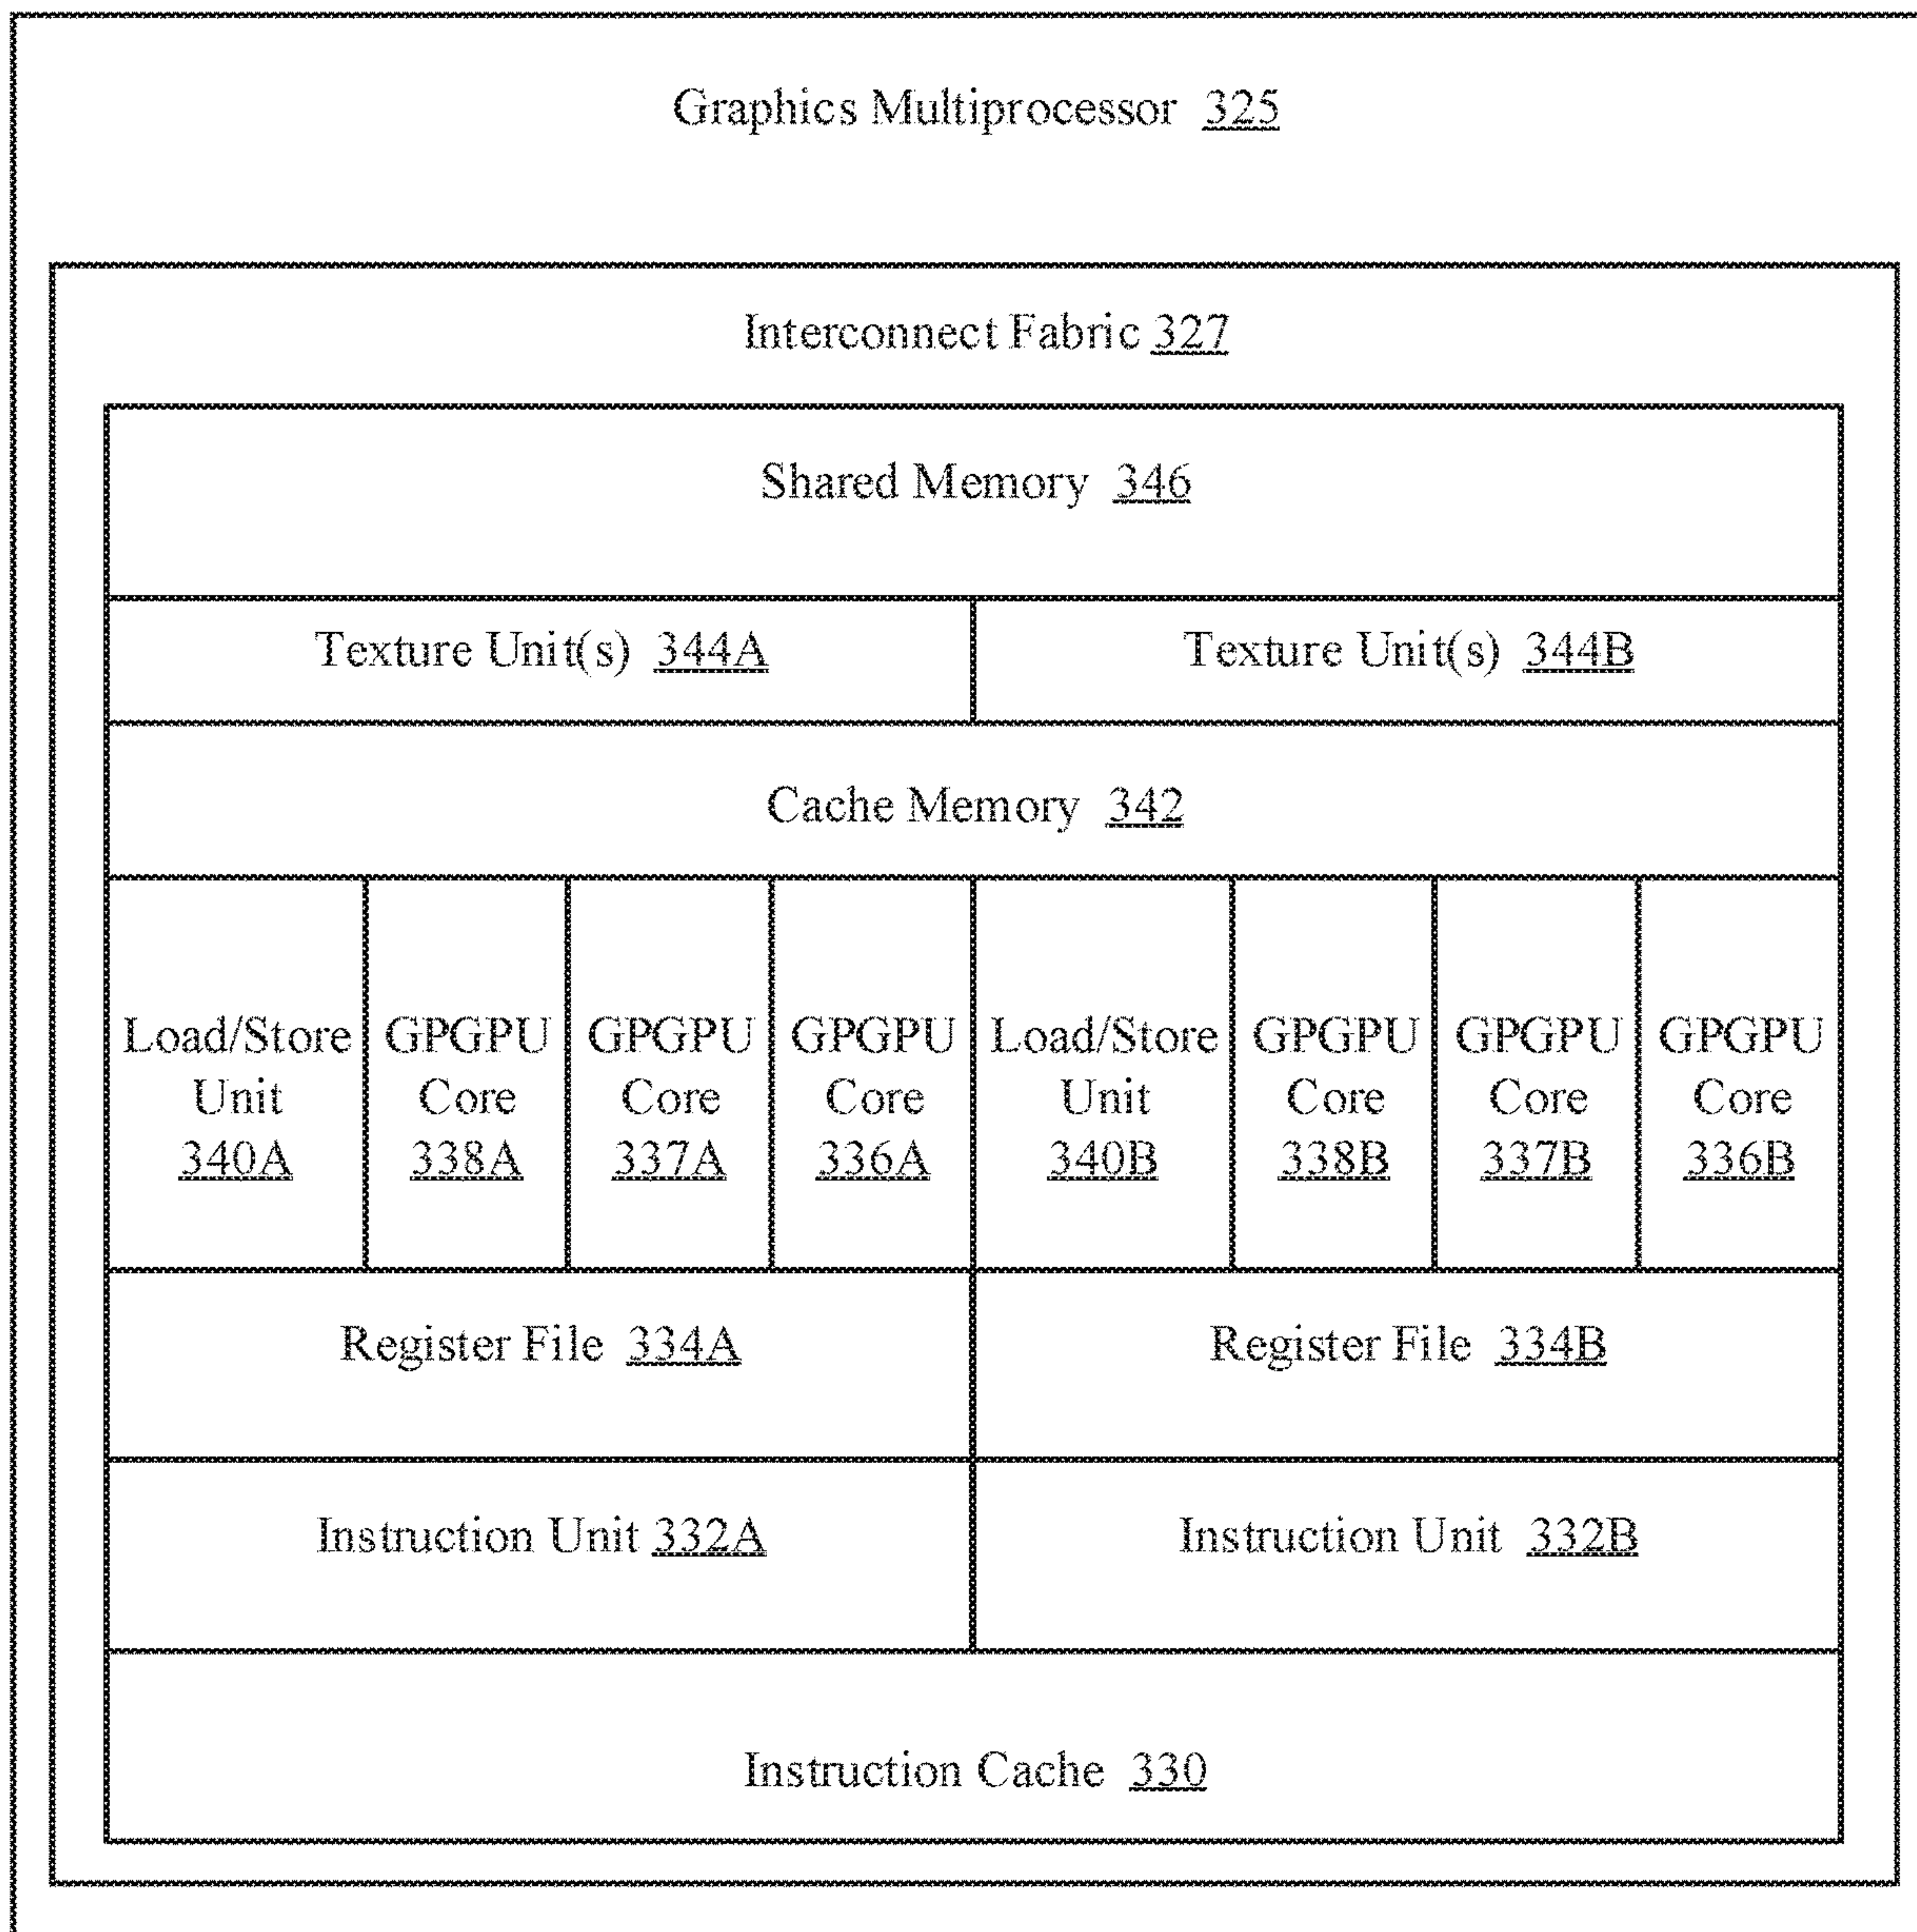 Graphics Multiprocessor 325
Interconnect Fabric 327
Shared Memory 346
Texture Unit(s) 344A
Texture Unit(s) 344B
Cache Memory 342
Load/Store
Unit
340A
GPGPU
Core
338A
GPGPU
Core
337A
GPGPU
Core
336A
Load/Store
Unit
340B
GPGPU
Core
338B
GPGPU
Core
337B
GPGPU
Core
336B
Register File 334A
Register File 334B
Instruction Unit 332A
Instruction Unit 332B
Instruction Cache 330